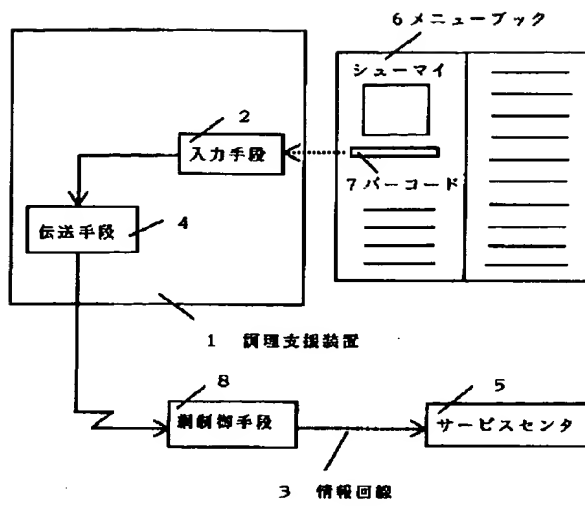 6 メニューブック
シューマイ
2
入力手段
7 バーコード
伝送手段
4
1 調理支援装置
8
網制御手段
5
サービスセンタ
3 情報回線